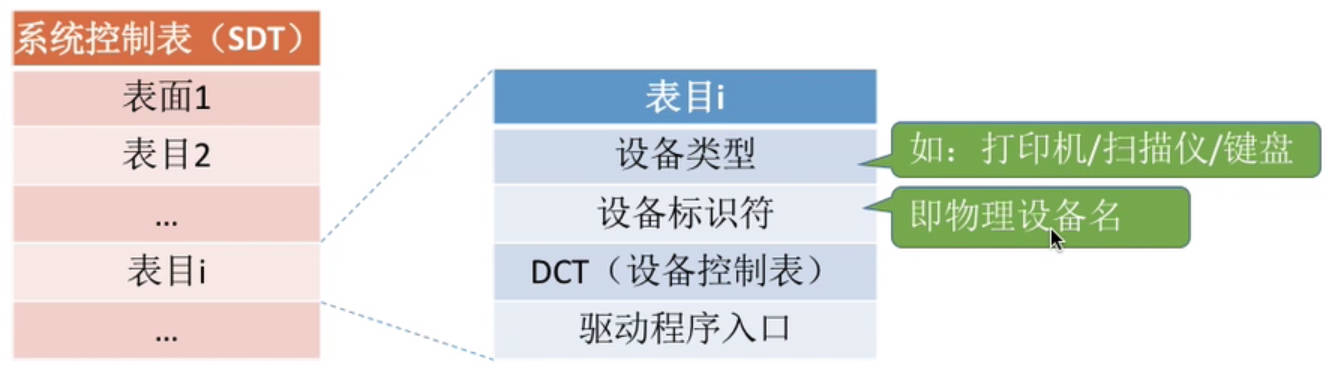 系统控制表（SDT）
表面1
表目2
...
表目i
...
表目i
设备类型
设备标识符
DCT（设备控制表）
驱动程序入口
如：打印机/扫描仪/键盘
即物理设备名